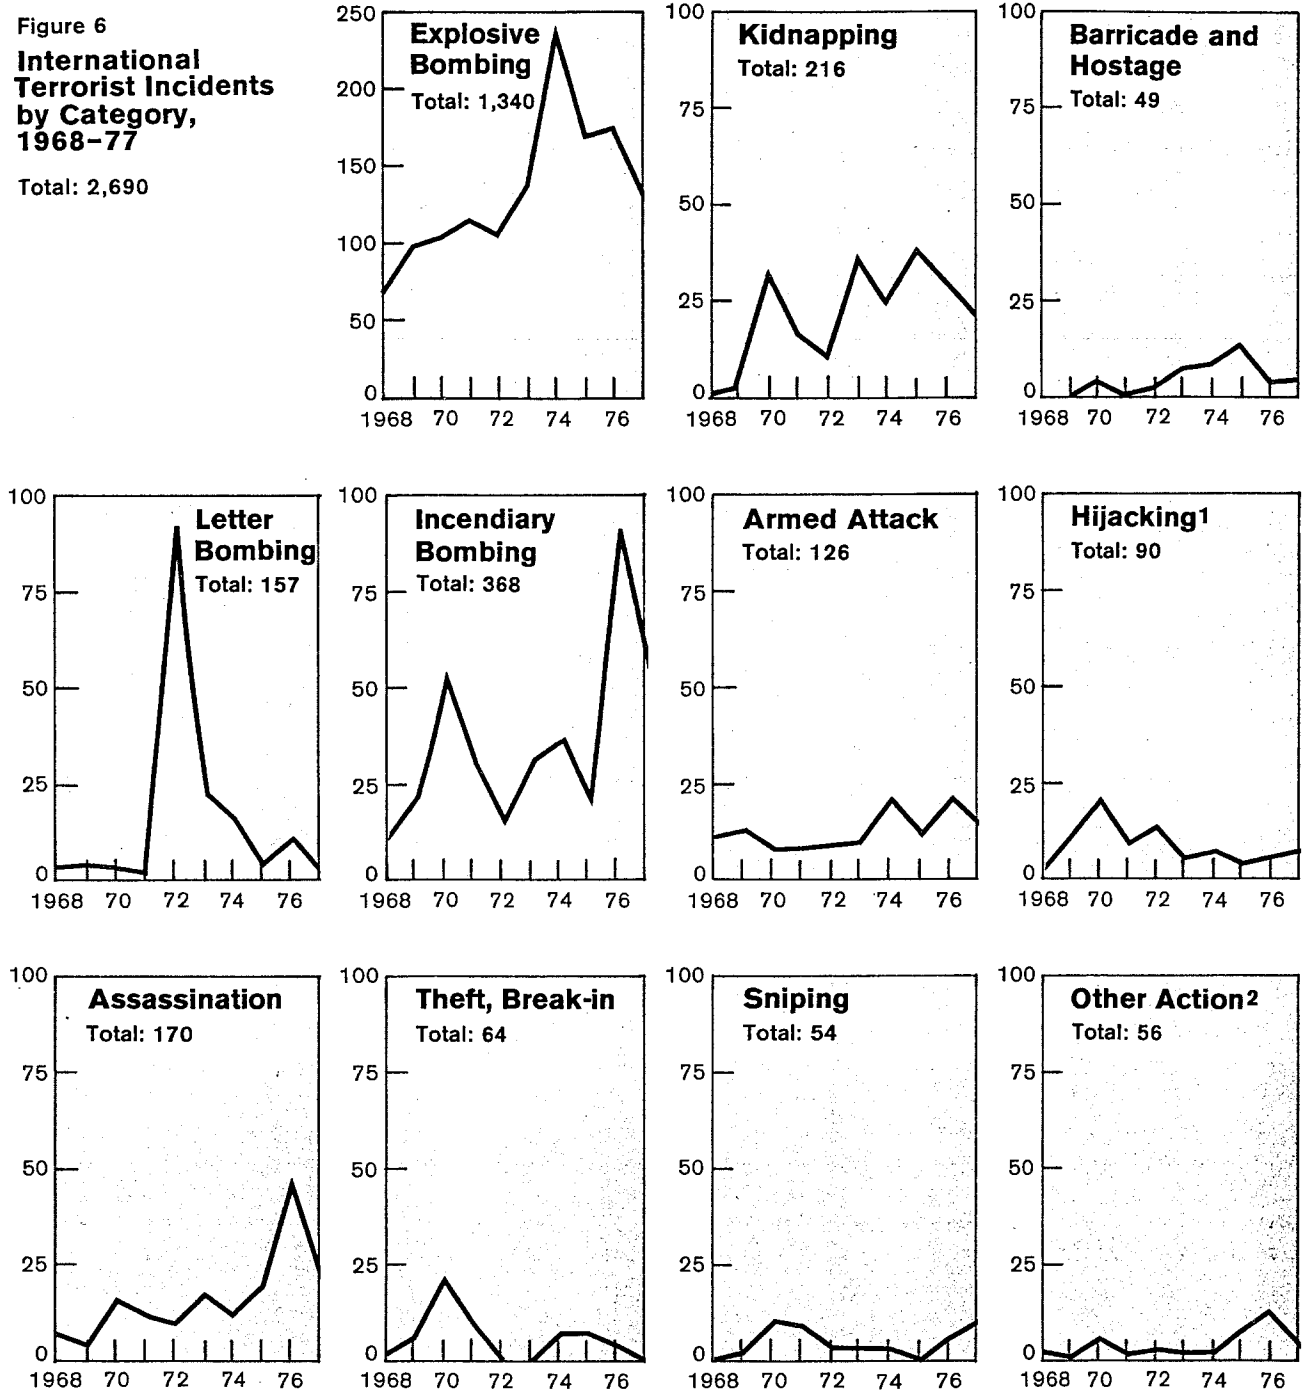 Figure 6
International
Terrorist Incidents
by Category,
1968-77
Total: 2,690
Explosive
Bombing
Total: 1,340
250
200
150
100
50
0
1968 70 72 74 76
Kidnapping
Total: 216
100
75
50
25
0
1968 70 72 74 76
Barricade and
Hostage
Total: 49
100
75
50
25
0
1968 70 72 74 76
Letter
Bombing
Total: 157
100
75
50
25
0
1968 70 72 74 76
Incendiary
Bombing
Total: 368
100
75
50
25
0
1968 70 72 74 76
Armed Attack
Total: 126
100
75
50
25
0
1968 70 72 74 76
Hijacking1
Total: 90
100
75
50
25
0
1968 70 72 74 76
Assassination
Total: 170
100
75
50
25
0
1968 70 72 74 76
Theft, Break-in
Total: 64
100
75
50
25
0
1968 70 72 74 76
Sniping
Total: 54
100
75
50
25
0
1968 70 72 74 76
Other Action2
Total: 56
100
75
50
25
0
1968 70 72 74 76